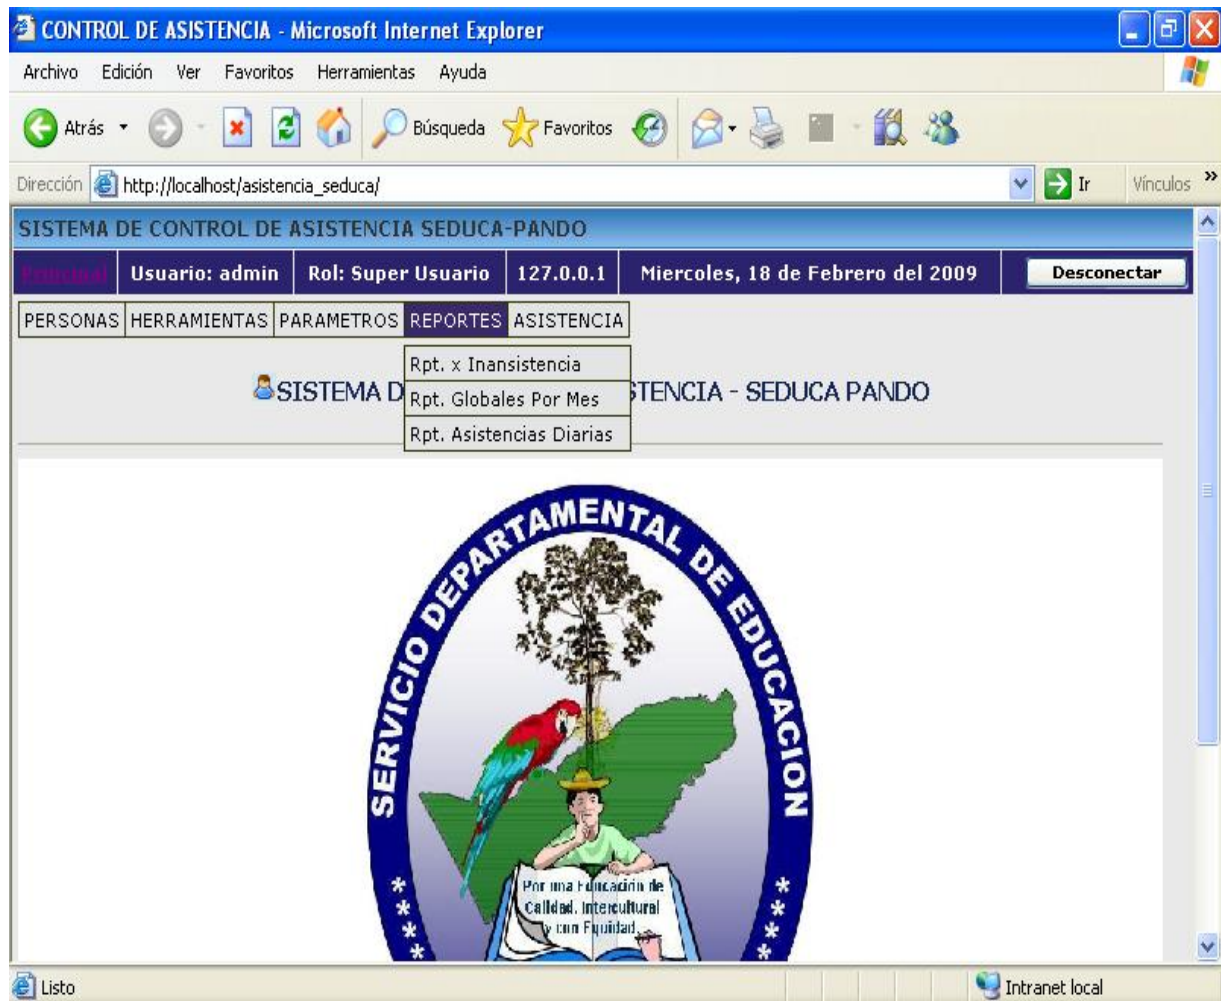 CONTROL DE ASISTENCIA - Microsoft Internet Explorer
Archivo Edición Ver Favoritos Herramientas Ayuda
Atrás Búsqueda Favoritos
Dirección http://localhost/asistencia_seduca/ Ir Vínculos »
SISTEMA DE CONTROL DE ASISTENCIA SEDUCA-PANDO
Principal Usuario: admin Rol: Super Usuario 127.0.0.1 Miercoles, 18 de Febrero del 2009 Desconectar
PERSONAS HERRAMIENTAS PARAMETROS REPORTES ASISTENCIA
Rpt. x Inansistencia
SISTEMA D STENCIA - SEDUCA PANDO
Rpt. Globales Por Mes
Rpt. Asistencias Diarias
SERVICIO DEPARTAMENTAL DE EDUCACION
Por una Educación de
Calidad, Intercultural
y con Equidad.
Listo Intranet local